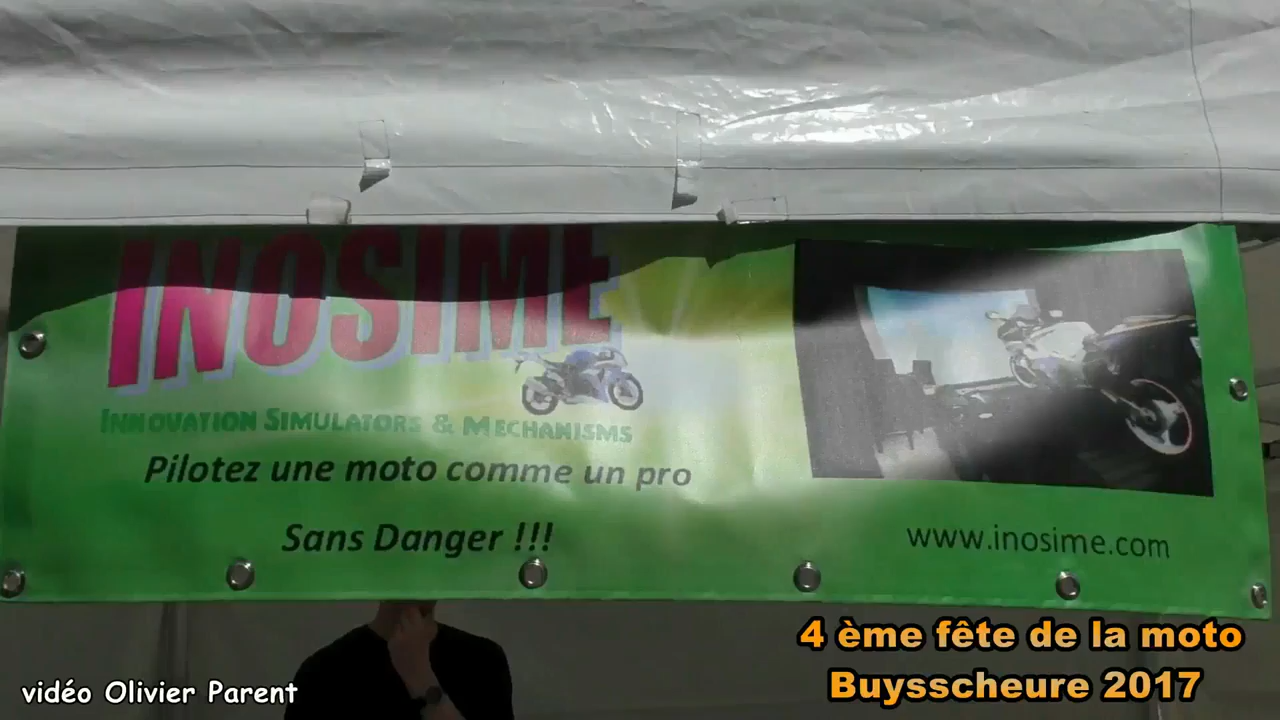 INOSIME
INNOVATION SIMULATORS & MECHANISMS
Pilotez une moto comme un pro
Sans Danger !!!
www.inosime.com
4 ème fête de la moto
Buysscheure 2017
vidéo Olivier Parent